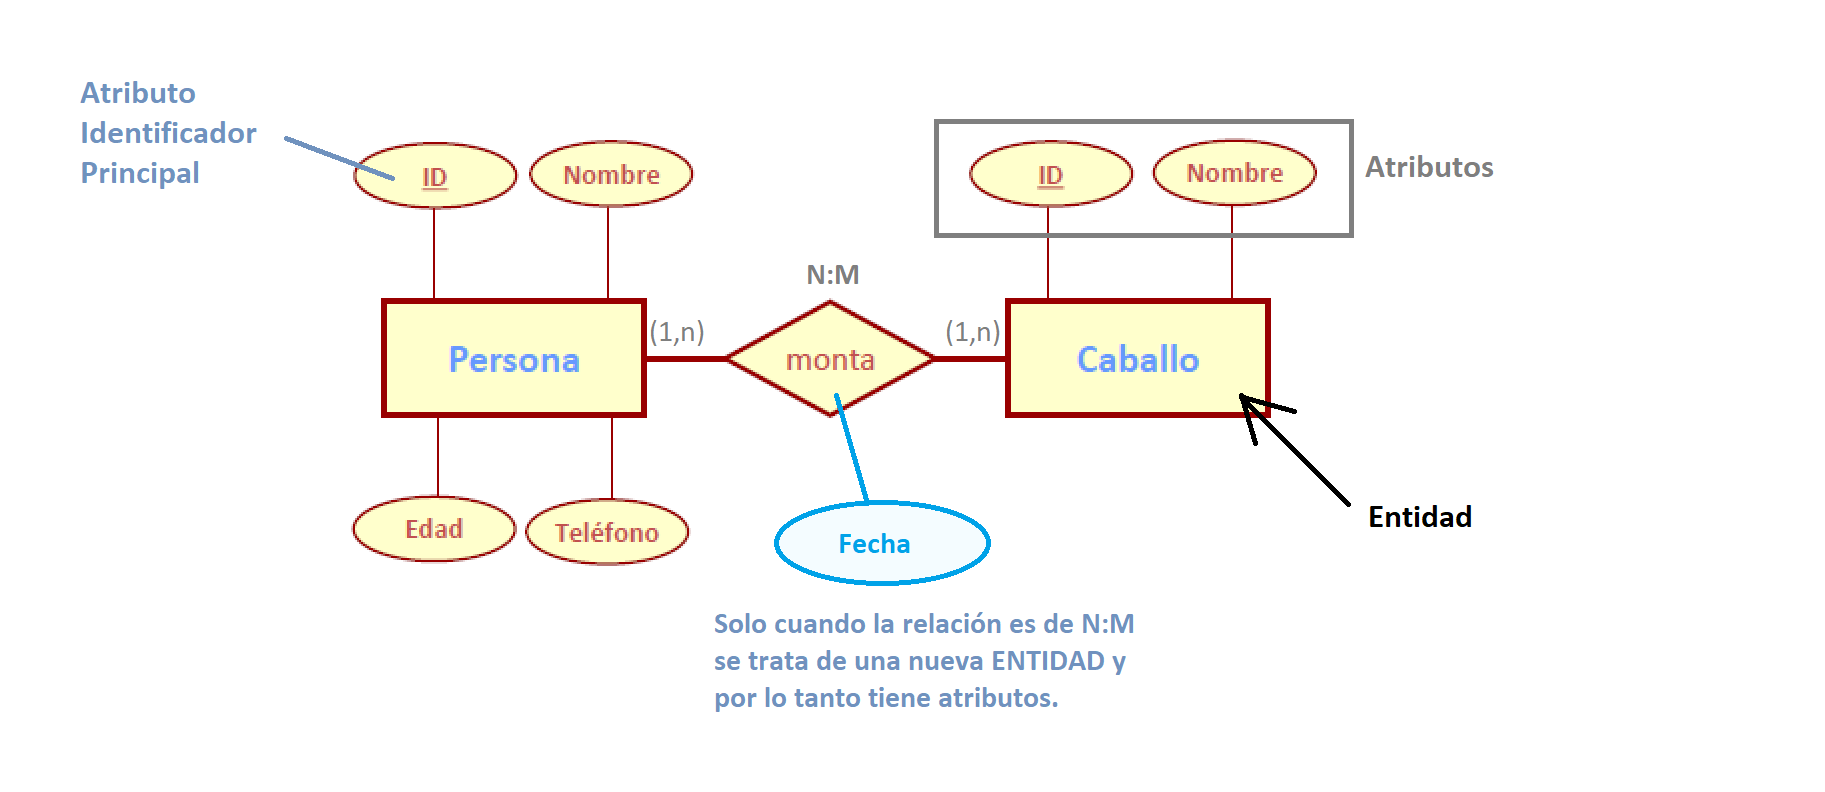 Atributo
Identificador
Principal
ID
Nombre
ID
Nombre
Atributos
N:M
Persona
(1,n)
monta
(1,n)
Caballo
Edad
Teléfono
Fecha
Entidad
Solo cuando la relación es de N:M
se trata de una nueva ENTIDAD y
por lo tanto tiene atributos.